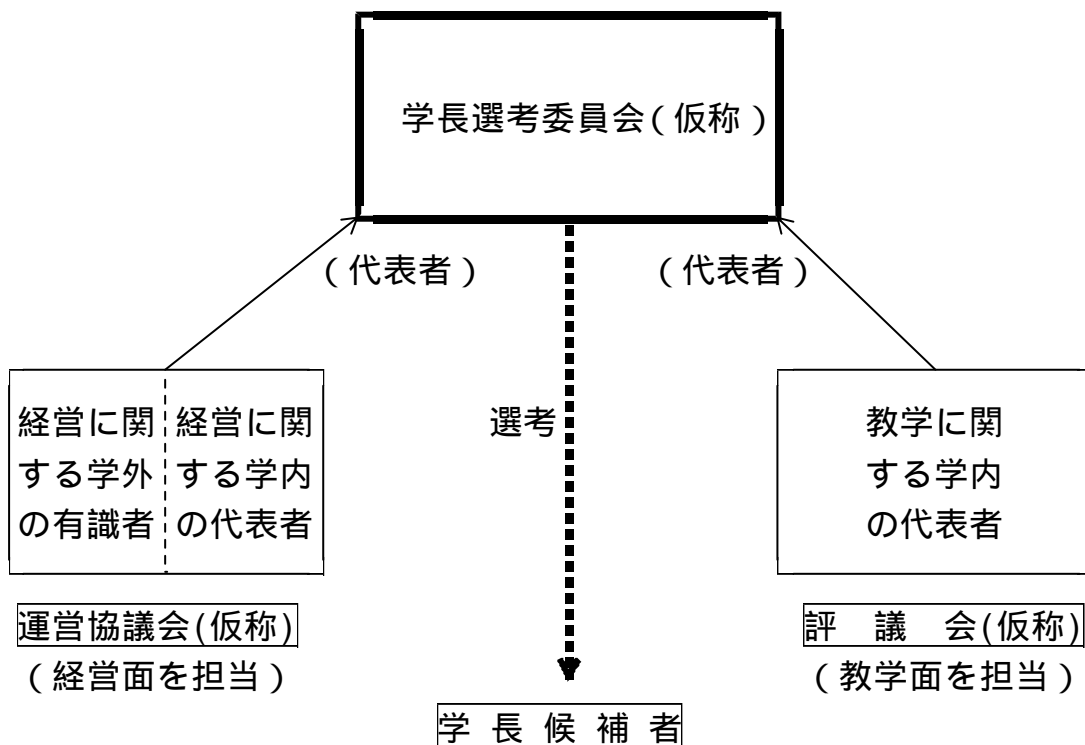 学長選考委員会(仮称)
(代表者)
(代表者)
経営に関
する学外
の有識者
経営に関
する学内
の代表者
選考
教学に関
する学内
の代表者
運営協議会(仮称)
(経営面を担当)
評 議 会(仮称)
(教学面を担当)
学 長 候 補 者